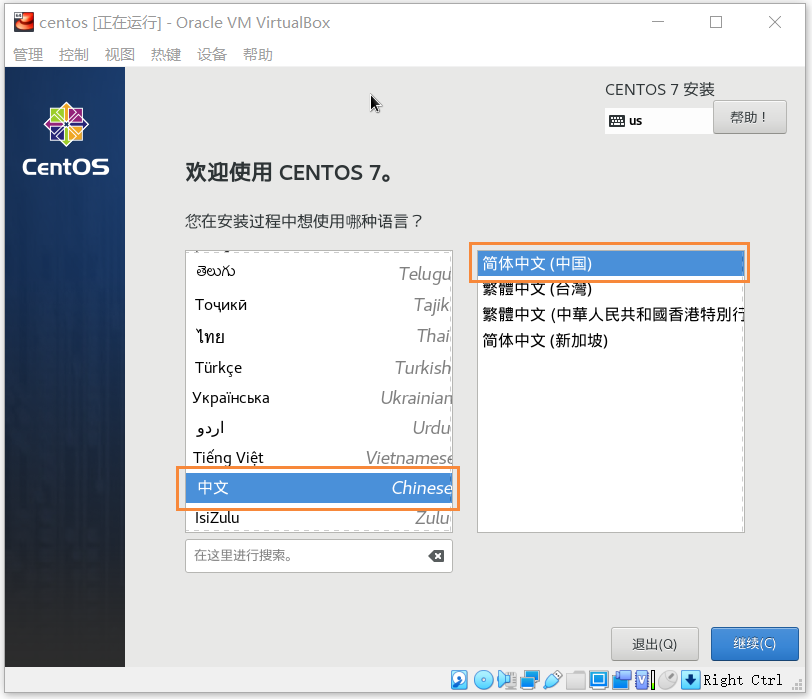 centos [正在运行] - Oracle VM VirtualBox
管理 控制 视图 热键 设备 帮助
CENTOS 7 安装
us
帮助！
CentOS
欢迎使用 CENTOS 7。
您在安装过程中想使用哪种语言？
తెలుగు Telugu
Тоҷикӣ Tajik
ไทย Thai
Türkçe Turkish
Українська Ukrainian
اردو Urdu
Tiếng Việt Vietnamese
中文 Chinese
IsiZulu Zulu
简体中文 (中国)
繁體中文 (台灣)
繁體中文 (中華人民共和國香港特別行
简体中文 (新加坡)
在这里进行搜索。
退出(Q)
继续(C)
Right Ctrl